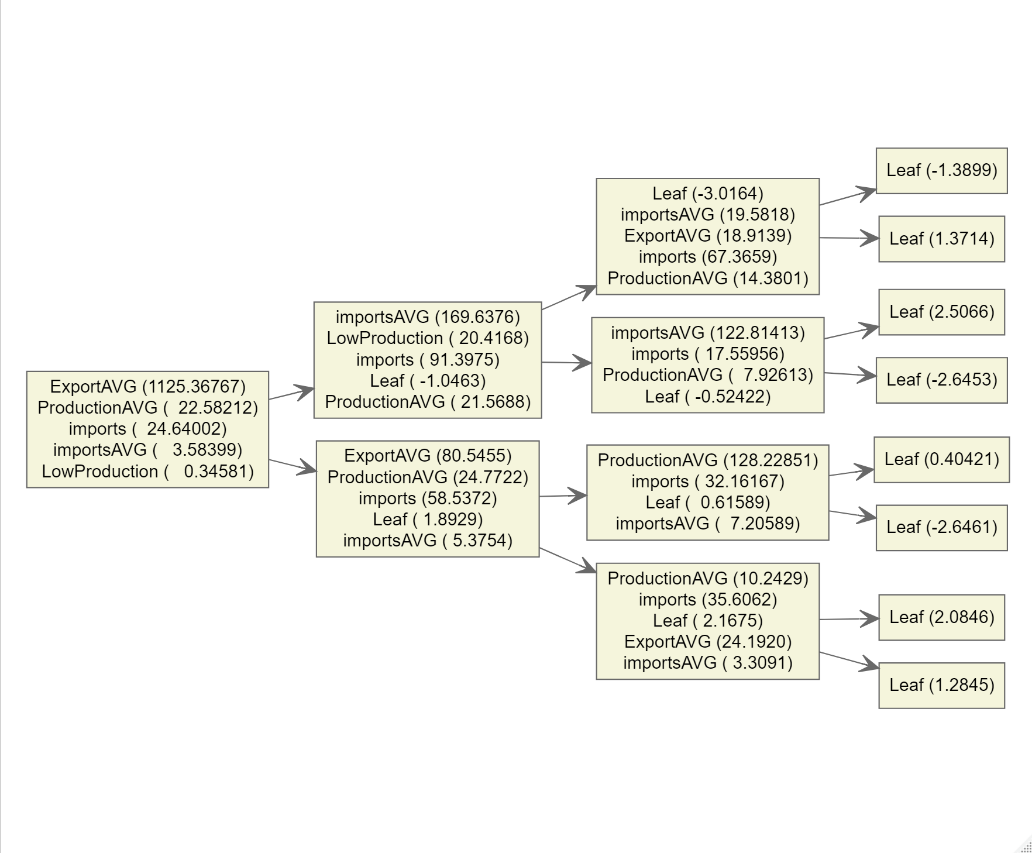 ExportAVG (1125.36767)
ProductionAVG (  22.58212)
imports (  24.64002)
importsAVG (   3.58399)
LowProduction (   0.34581)
importsAVG (169.6376)
LowProduction ( 20.4168)
imports ( 91.3975)
Leaf ( -1.0463)
ProductionAVG ( 21.5688)
ExportAVG (80.5455)
ProductionAVG (24.7722)
imports (58.5372)
Leaf ( 1.8929)
importsAVG ( 5.3754)
Leaf (-3.0164)
importsAVG (19.5818)
ExportAVG (18.9139)
imports (67.3659)
ProductionAVG (14.3801)
importsAVG (122.81413)
imports ( 17.55956)
ProductionAVG (  7.92613)
Leaf ( -0.52422)
ProductionAVG (128.22851)
imports ( 32.16167)
Leaf (  0.61589)
importsAVG (  7.20589)
ProductionAVG (10.2429)
imports (35.6062)
Leaf ( 2.1675)
ExportAVG (24.1920)
importsAVG ( 3.3091)
Leaf (-1.3899)
Leaf (1.3714)
Leaf (2.5066)
Leaf (-2.6453)
Leaf (0.40421)
Leaf (-2.6461)
Leaf (2.0846)
Leaf (1.2845)